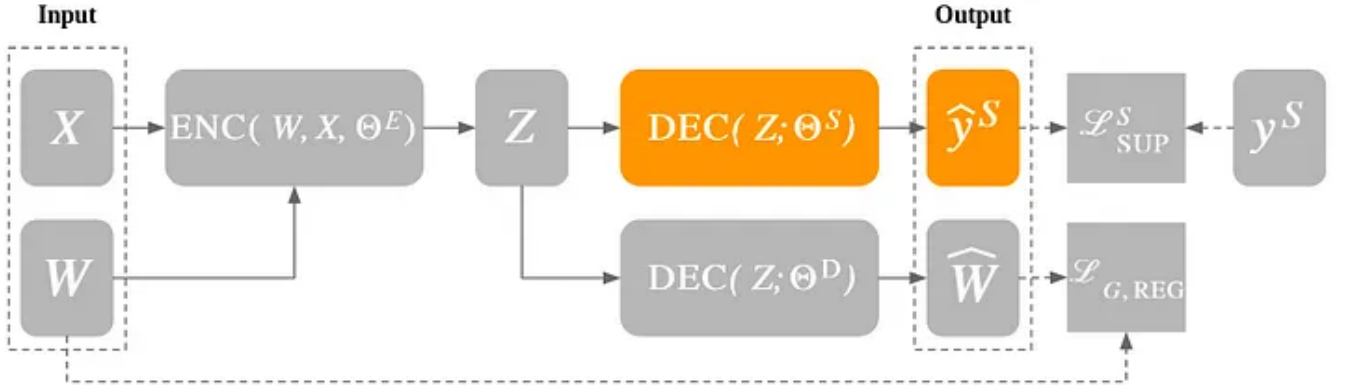 Input
Output
X
ENC( W, X, Θ^E)
Z
DEC( Z; Θ^S)
ŷ^S
ℒ^S_SUP
y^S
W
DEC( Z; Θ^D)
Ŵ
ℒ_G, REG